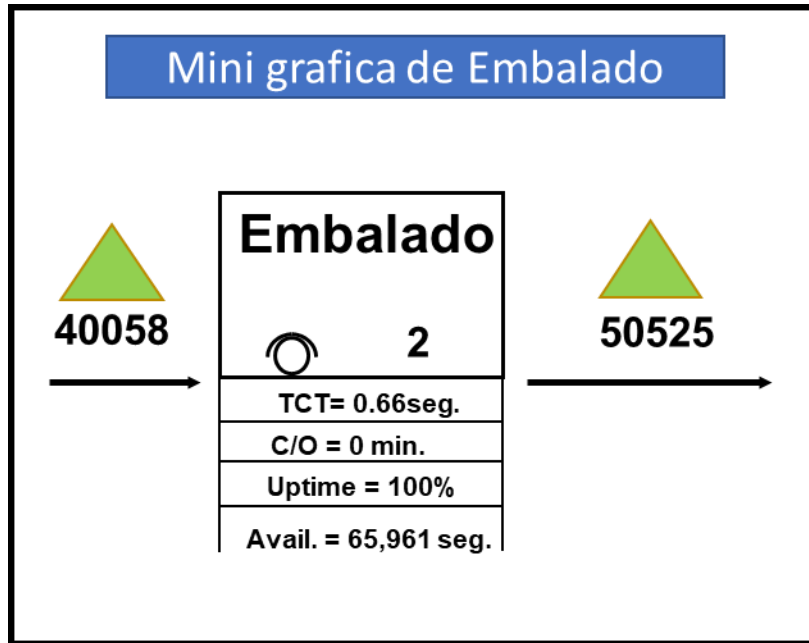 Mini grafica de Embalado
Embalado
40058
2
50525
TCT= 0.66seg.
C/O = 0 min.
Uptime = 100%
Avail. = 65,961 seg.